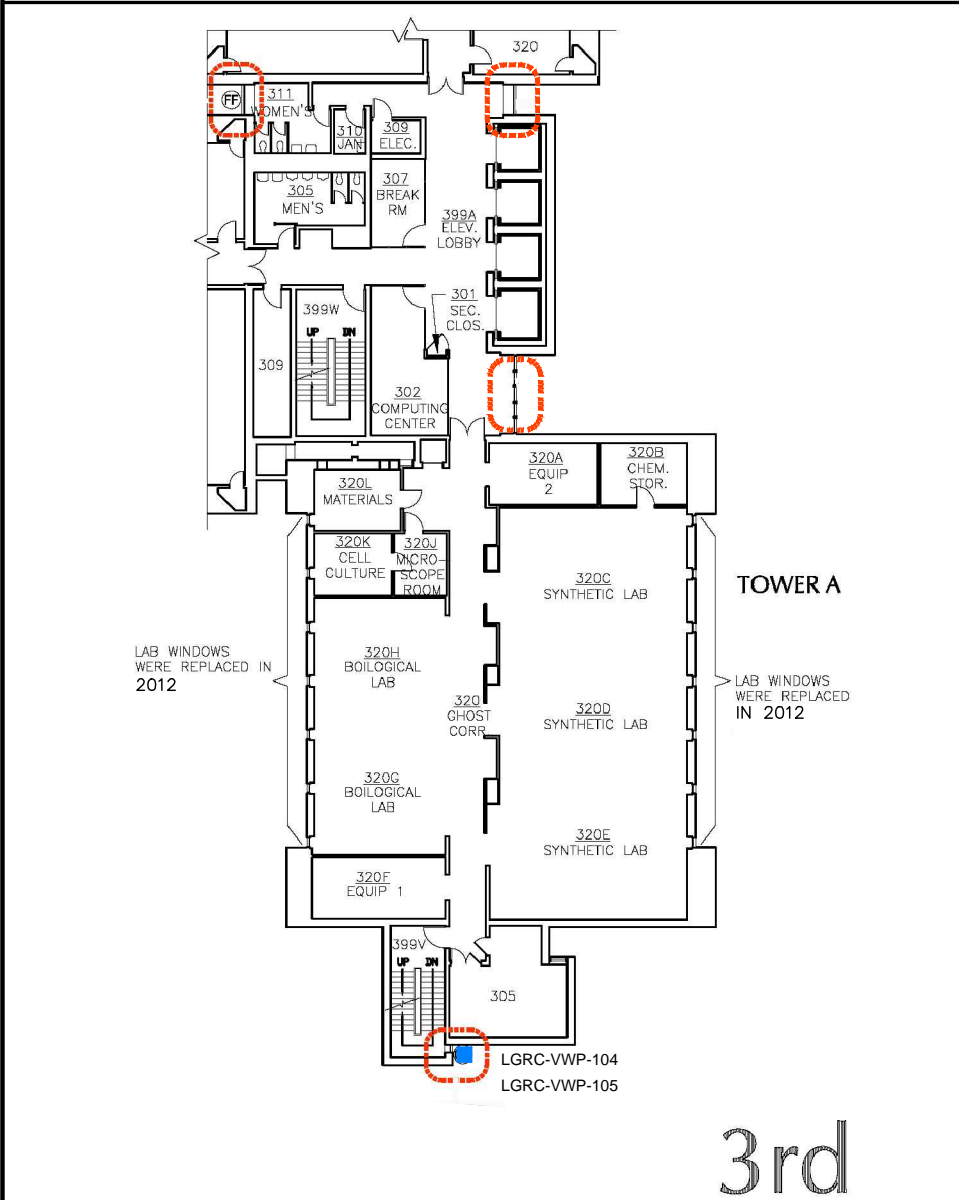 320
FF
311
WOMEN'S
310
JAN
309
ELEC.
307
BREAK
RM
305
MEN'S
399A
ELEV.
LOBBY
301
SEC.
CLOS.
399W
UP DN
309
302
COMPUTING
CENTER
320A
EQUIP
2
320B
CHEM.
STOR.
320L
MATERIALS
320K
CELL
CULTURE
320J
MICRO-
SCOPE
ROOM
320C
SYNTHETIC LAB
TOWER A
LAB WINDOWS
WERE REPLACED IN
2012
320H
BOILOGICAL
LAB
320
GHOST
CORR.
320D
SYNTHETIC LAB
LAB WINDOWS
WERE REPLACED
IN 2012
320G
BOILOGICAL
LAB
320E
SYNTHETIC LAB
320F
EQUIP 1
399V
UP DN
305
LGRC-VWP-104
LGRC-VWP-105
3rd